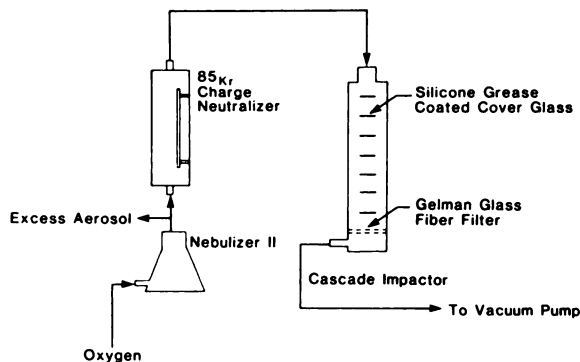 85Kr
Charge
Neutralizer
Silicone Grease
Coated Cover Glass
Excess Aerosol
Nebulizer II
Gelman Glass
Fiber Filter
Cascade Impactor
To Vacuum Pump
Oxygen